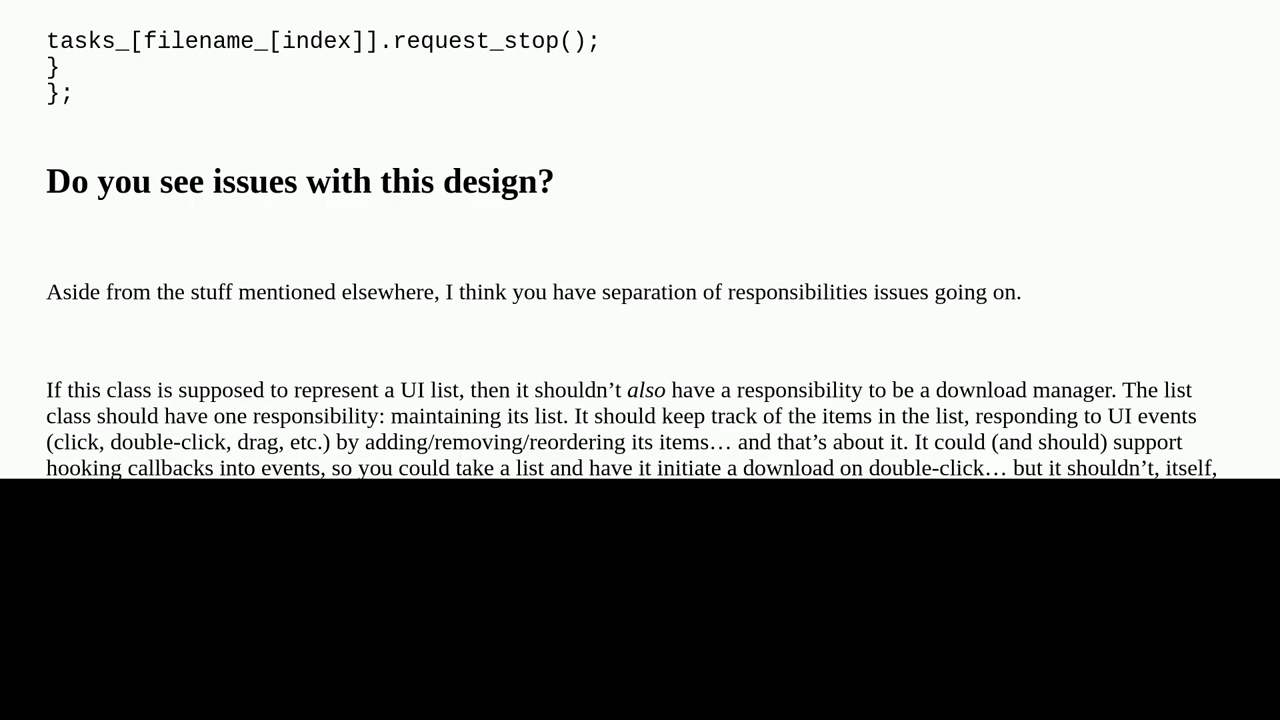 tasks_[filename_[index]].request_stop();
}
};
Do you see issues with this design?
Aside from the stuff mentioned elsewhere, I think you have separation of responsibilities issues going on.
If this class is supposed to represent a UI list, then it shouldn’t also have a responsibility to be a download manager. The list
class should have one responsibility: maintaining its list. It should keep track of the items in the list, responding to UI events
(click, double-click, drag, etc.) by adding/removing/reordering its items… and that’s about it. It could (and should) support
hooking callbacks into events, so you could take a list and have it initiate a download on double-click… but it shouldn’t, itself,